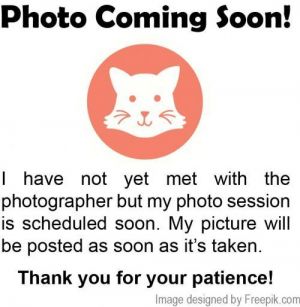 Photo Coming Soon!
I have not yet met with the
photographer but my photo session
is scheduled soon. My picture will
be posted as soon as it's taken.
Thank you for your patience!
Image designed by Freepik.com